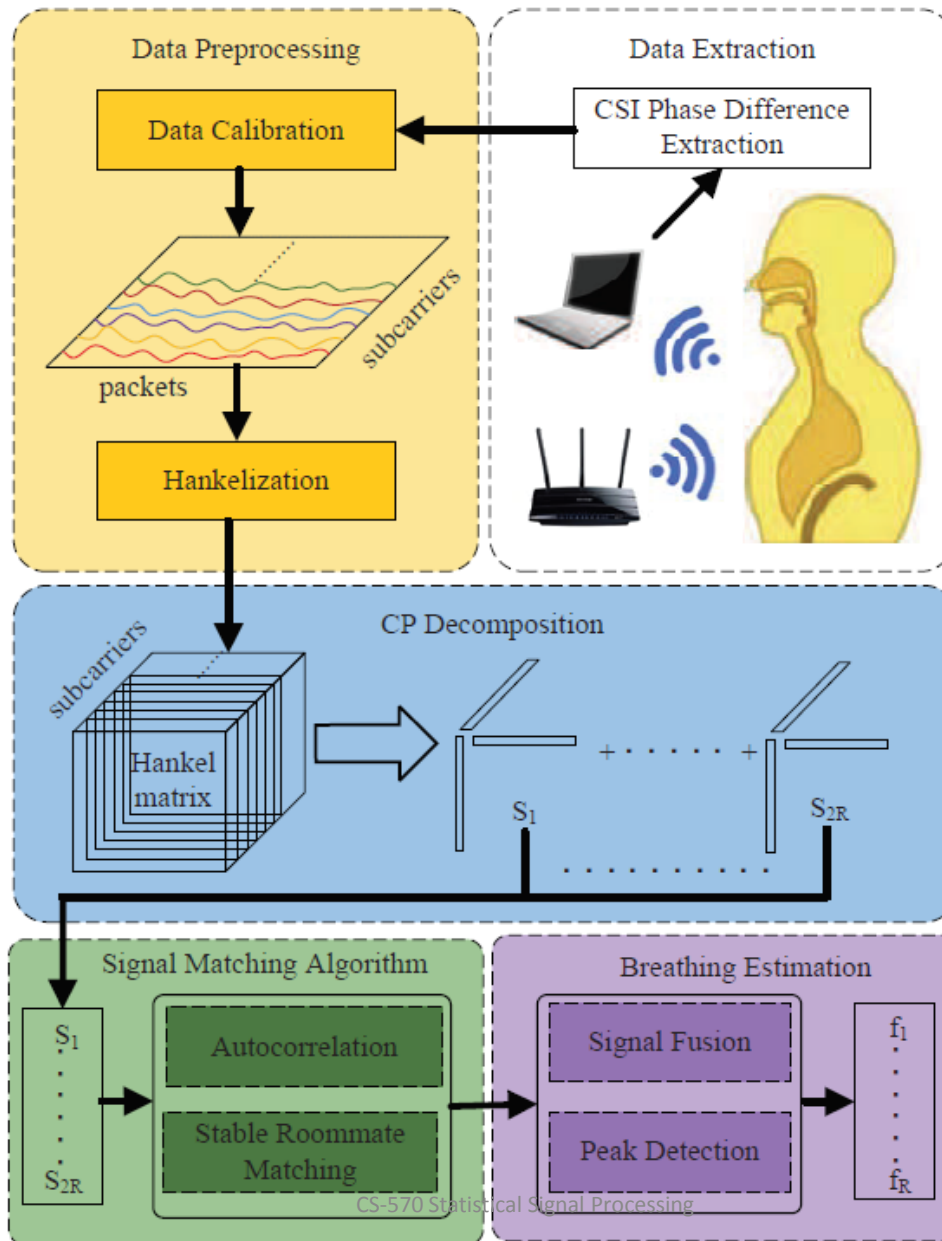 Data Preprocessing
Data Calibration
subcarriers
packets
Hankelization
Data Extraction
CSI Phase Difference
Extraction
CP Decomposition
subcarriers
Hankel
matrix
+ · · · · · +
S₁
S₂ᵣ
· · · · · · · · · ·
Signal Matching Algorithm
S₁
·
·
·
·
·
·
S₂ᵣ
Autocorrelation
Stable Roommate
Matching
Breathing Estimation
Signal Fusion
Peak Detection
f₁
·
·
·
·
·
·
fᵣ
CS-570 Statistical Signal Processing